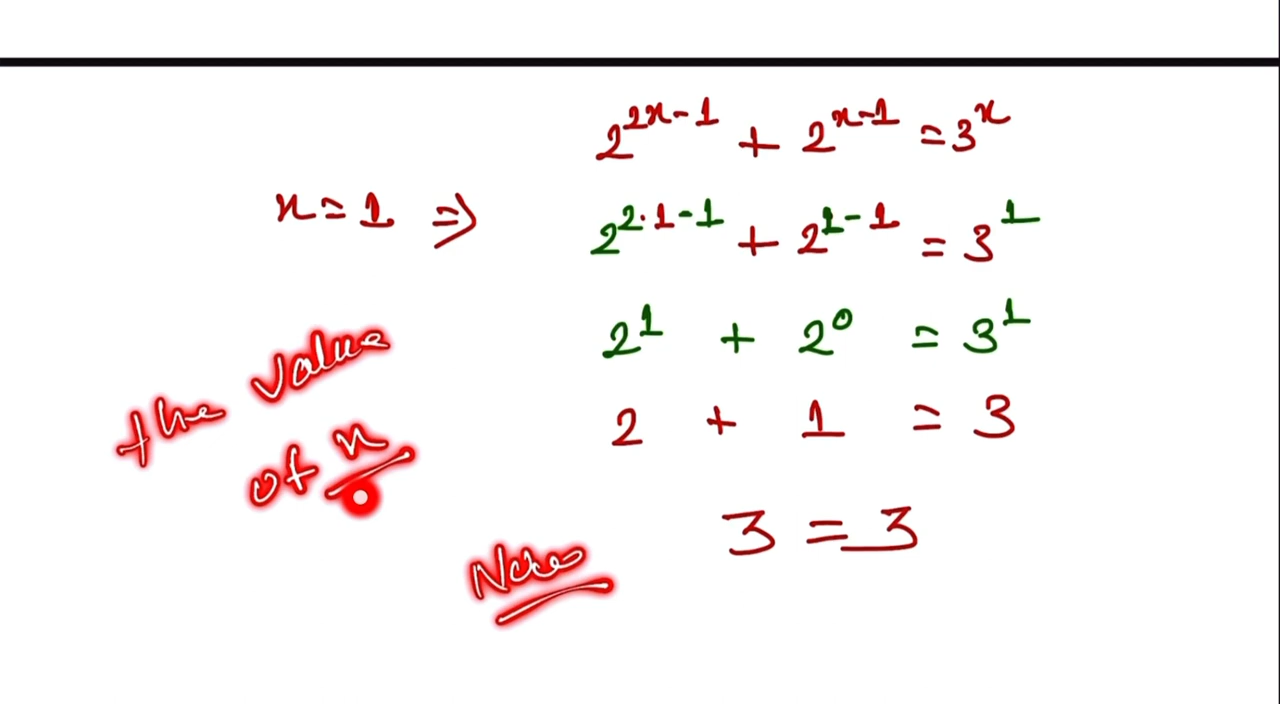 2^{2x-1} + 2^{x-1} = 3^x
x = 1 ⇒ 2^{2·1-1} + 2^{1-1} = 3^1
2^1 + 2^0 = 3^1
2 + 1 = 3
3 = 3
the value
of x